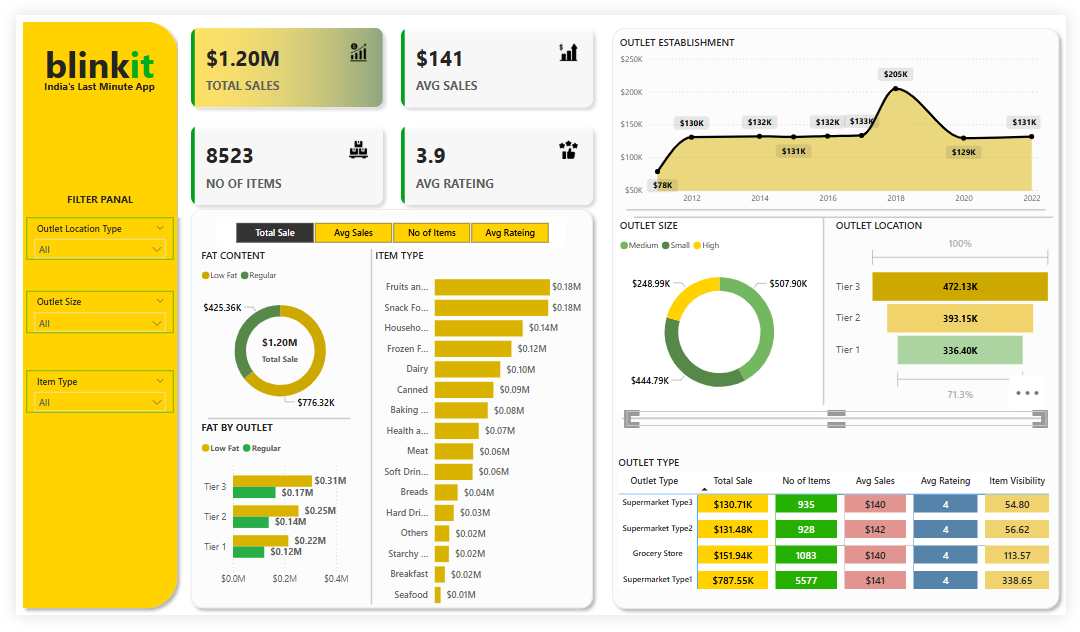 blinkit
India's Last Minute App
FILTER PANAL
Outlet Location Type
All
Outlet Size
All
Item Type
All
$1.20M
TOTAL SALES
$141
AVG SALES
8523
NO OF ITEMS
3.9
AVG RATEING
Total Sale
Avg Sales
No of Items
Avg Rateing
FAT CONTENT
Low Fat Regular
$425.36K
$1.20M
Total Sale
$776.32K
FAT BY OUTLET
Low Fat Regular
Tier 3 $0.31M
$0.17M
Tier 2 $0.25M
$0.14M
Tier 1 $0.22M
$0.12M
$0.0M $0.2M $0.4M
ITEM TYPE
Fruits an... $0.18M
Snack Fo... $0.18M
Househo... $0.14M
Frozen F... $0.12M
Dairy $0.10M
Canned $0.09M
Baking ... $0.08M
Health a... $0.07M
Meat $0.06M
Soft Drin... $0.06M
Breads $0.04M
Hard Dri... $0.03M
Others $0.02M
Starchy ... $0.02M
Breakfast $0.02M
Seafood $0.01M
OUTLET ESTABLISHMENT
$250K
$200K
$150K
$100K
$50K
$78K
$130K
$132K
$131K
$132K
$133K
$205K
$129K
$131K
2012 2014 2016 2018 2020 2022
OUTLET SIZE
Medium Small High
$248.99K
$507.90K
$444.79K
OUTLET LOCATION
100%
Tier 3 472.13K
Tier 2 393.15K
Tier 1 336.40K
71.3%
OUTLET TYPE
Outlet Type Total Sale No of Items Avg Sales Avg Rateing Item Visibility
Supermarket Type3 $130.71K 935 $140 4 54.80
Supermarket Type2 $131.48K 928 $142 4 56.62
Grocery Store $151.94K 1083 $140 4 113.57
Supermarket Type1 $787.55K 5577 $141 4 338.65